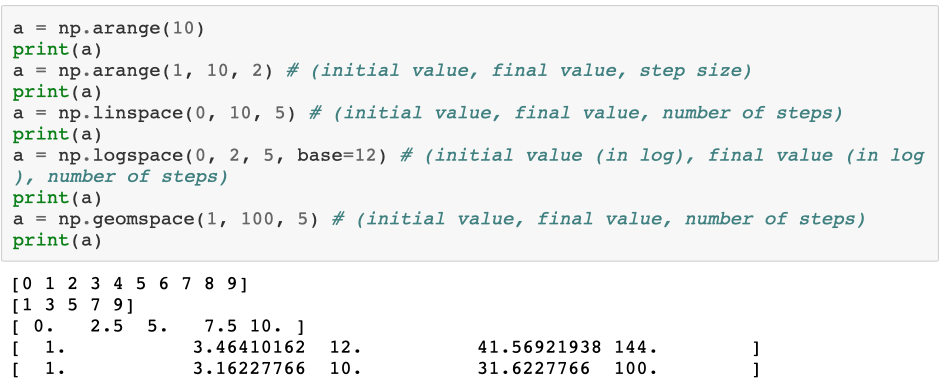 a = np.arange(10)
print(a)
a = np.arange(1, 10, 2) # (initial value, final value, step size)
print(a)
a = np.linspace(0, 10, 5) # (initial value, final value, number of steps)
print(a)
a = np.logspace(0, 2, 5, base=12) # (initial value (in log), final value (in log
), number of steps)
print(a)
a = np.geomspace(1, 100, 5) # (initial value, final value, number of steps)
print(a)
[0 1 2 3 4 5 6 7 8 9]
[1 3 5 7 9]
[ 0.   2.5  5.   7.5 10. ]
[  1.           3.46410162  12.          41.56921938 144.        ]
[  1.           3.16227766  10.          31.6227766  100.        ]